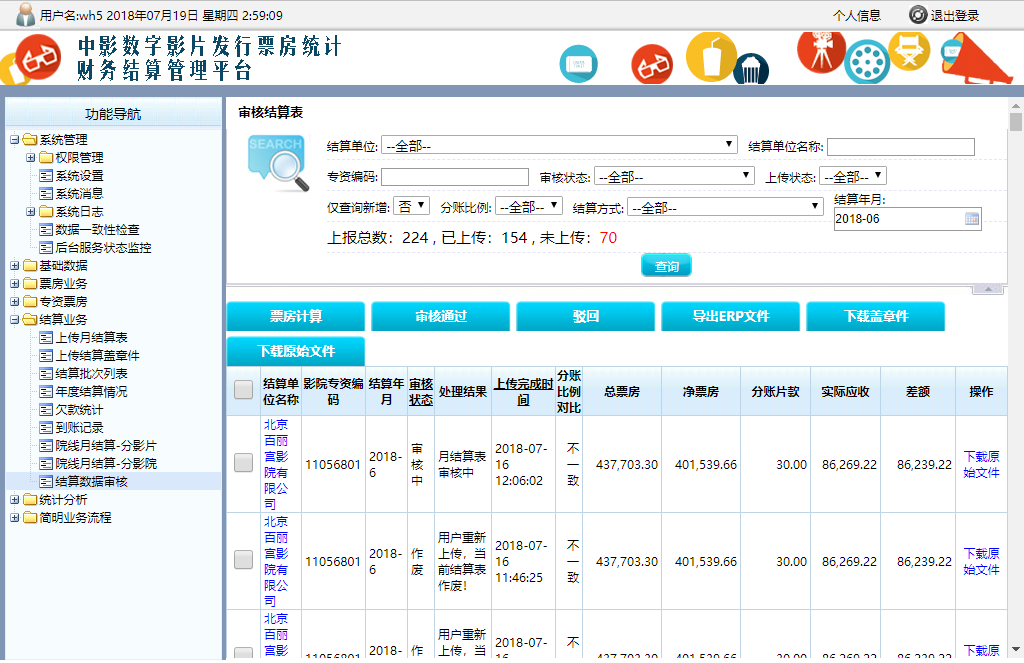 用户名:wh5 2018年07月19日 星期四 2:59:09
个人信息
退出登录
中影数字影片发行票房统计
财务结算管理平台
功能导航
系统管理
权限管理
系统设置
系统消息
系统日志
数据一致性检查
后台服务状态监控
基础数据
票房业务
专资票房
结算业务
上传月结算表
上传结算盖章件
结算批次列表
年度结算情况
欠款统计
到账记录
院线月结算-分影片
院线月结算-分影院
结算数据审核
统计分析
简明业务流程
审核结算表
SEARCH
结算单位: --全部-- 结算单位名称:
专资编码: 审核状态: --全部-- 上传状态: --全部--
仅查询新增: 否 分账比例: --全部-- 结算方式: --全部-- 结算年月: 2018-06
上报总数：224 , 已上传：154 , 未上传：70
查询
票房计算 审核通过 驳回 导出ERP文件 下载盖章件
下载原始文件
结算单位名称 影院专资编码 结算年月 审核状态 处理结果 上传完成时间 分账比例对比 总票房 净票房 分账片款 实际应收 差额 操作
北京百丽宫影院有限公司 11056801 2018-6 审核中 月结算表审核中 2018-07-16 12:06:02 不一致 437,703.30 401,539.66 30.00 86,269.22 86,239.22 下载原始文件
北京百丽宫影院有限公司 11056801 2018-6 作废 用户重新上传，当前结算表作废！ 2018-07-16 11:46:25 不一致 437,703.30 401,539.66 30.00 86,269.22 86,239.22 下载原始文件
北京百丽宫影 11056801 2018- 作 用户重新上传，当 2018-07-16 不 437,703.30 401,539.66 30.00 86,269.22 86,239.22 下载原